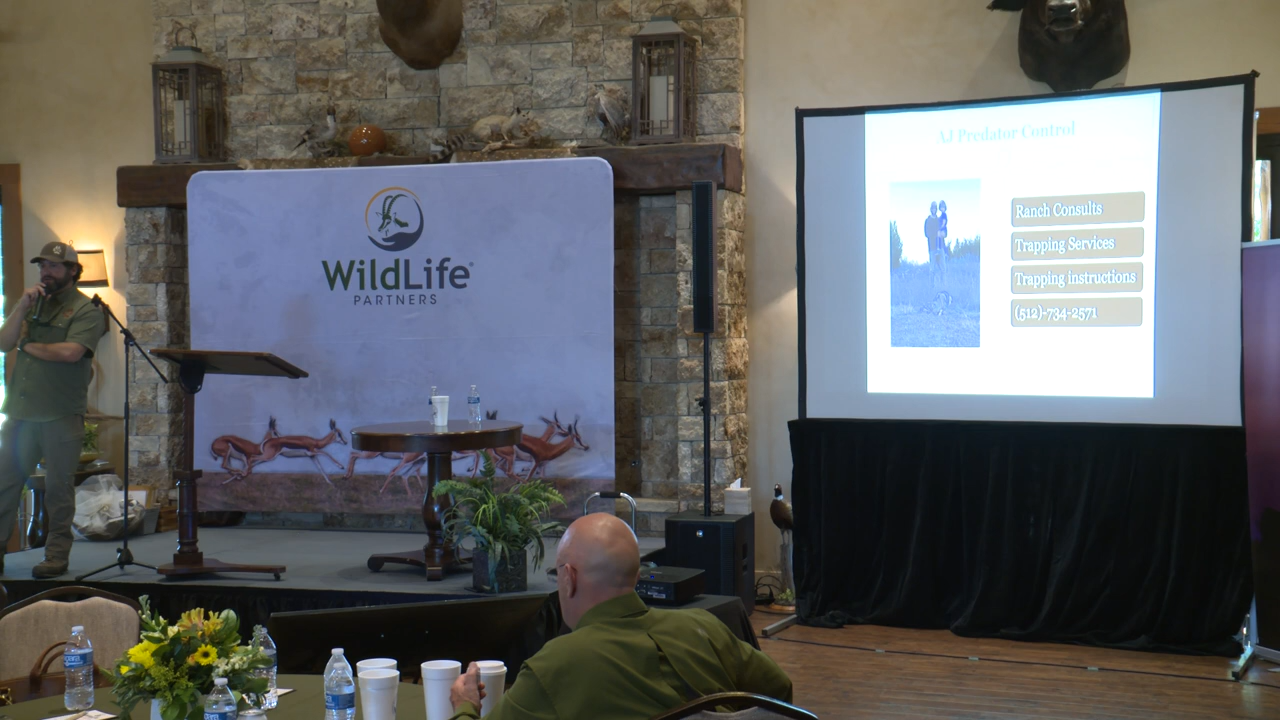 WildLife
PARTNERS
AJ Predator Control
Ranch Consults
Trapping Services
Trapping instructions
(512)-734-2571